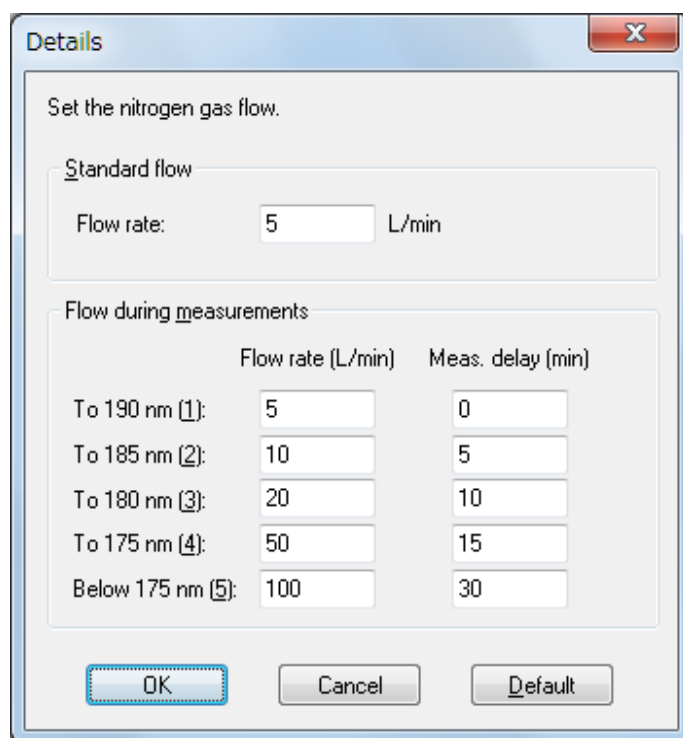 Details
Set the nitrogen gas flow.
Standard flow
Flow rate: 5 L/min
Flow during measurements
Flow rate (L/min) Meas. delay (min)
To 190 nm (1): 5 0
To 185 nm (2): 10 5
To 180 nm (3): 20 10
To 175 nm (4): 50 15
Below 175 nm (5): 100 30
OK Cancel Default